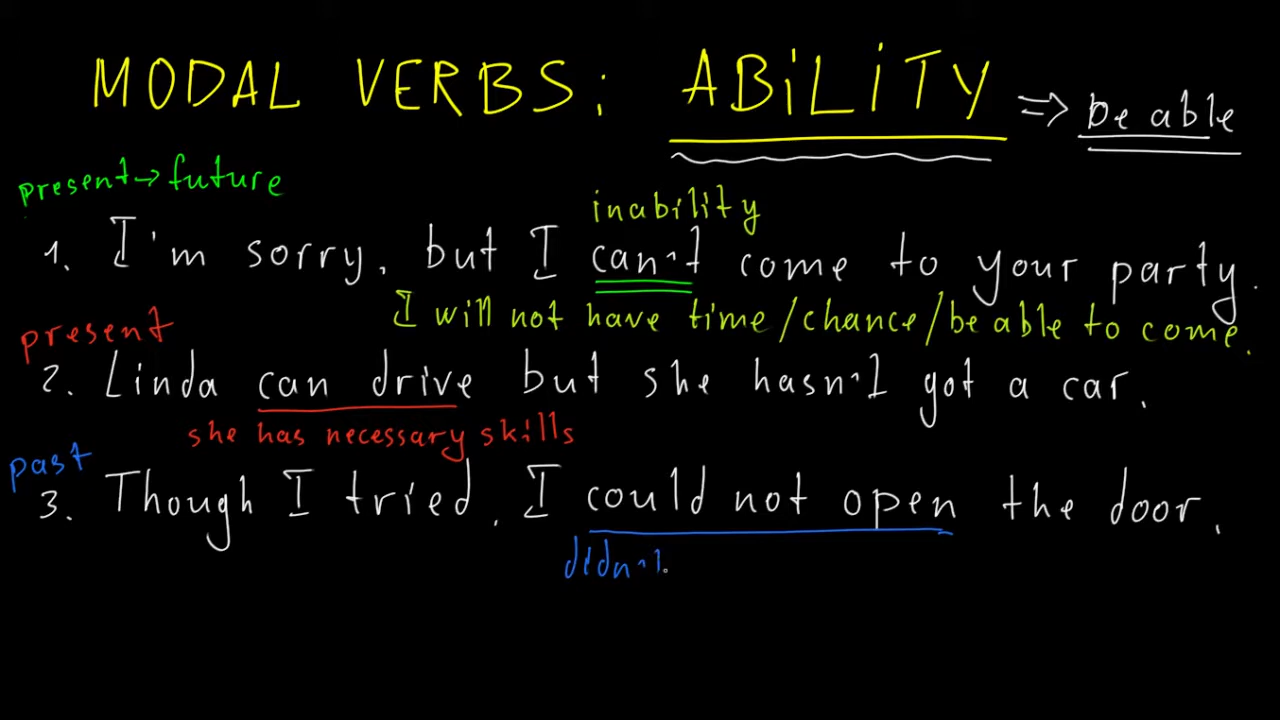 MODAL VERBS: ABILITY => be able
present → future
inability
1. I'm sorry, but I can't come to your party.
I will not have time/chance/be able to come.
present
2. Linda can drive but she hasn't got a car.
she has necessary skills
past
3. Though I tried, I could not open the door.
didn't